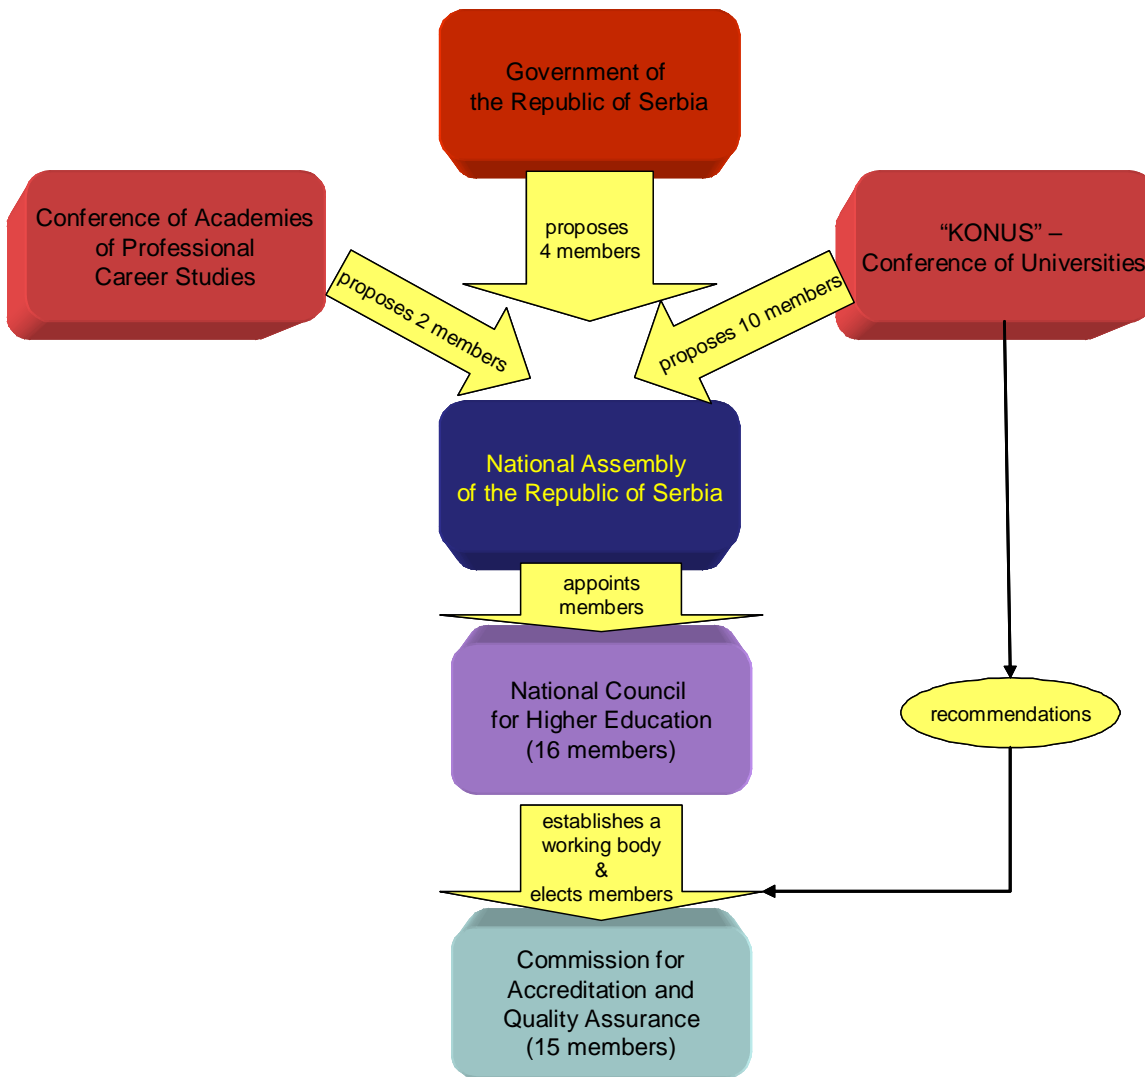 Government of
the Republic of Serbia
Conference of Academies
of Professional
Career Studies
proposes
4 members
“KONUS” –
Conference of Universities
proposes 2 members
proposes 10 members
National Assembly
of the Republic of Serbia
appoints
members
National Council
for Higher Education
(16 members)
recommendations
establishes a
working body
&
elects members
Commission for
Accreditation and
Quality Assurance
(15 members)